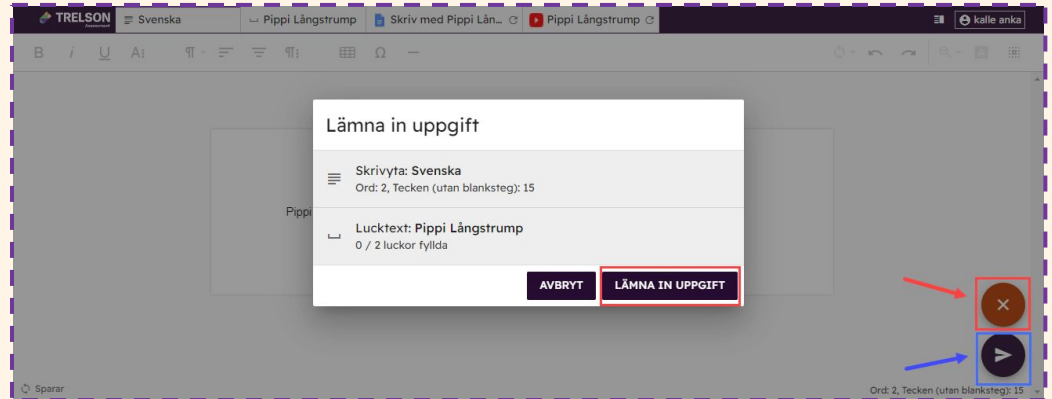 TRELSON
Assessment
Svenska
Pippi Långstrump
Skriv med Pippi Lån...
Pippi Långstrump
kalle anka
B i U A
¶
¶
Ω
Lämna in uppgift
Skrivyta: Svenska
Ord: 2, Tecken (utan blanksteg): 15
Pippi
Lucktext: Pippi Långstrump
0 / 2 luckor fyllda
AVBRYT
LÄMNA IN UPPGIFT
Sparar
Ord: 2, Tecken (utan blanksteg): 15